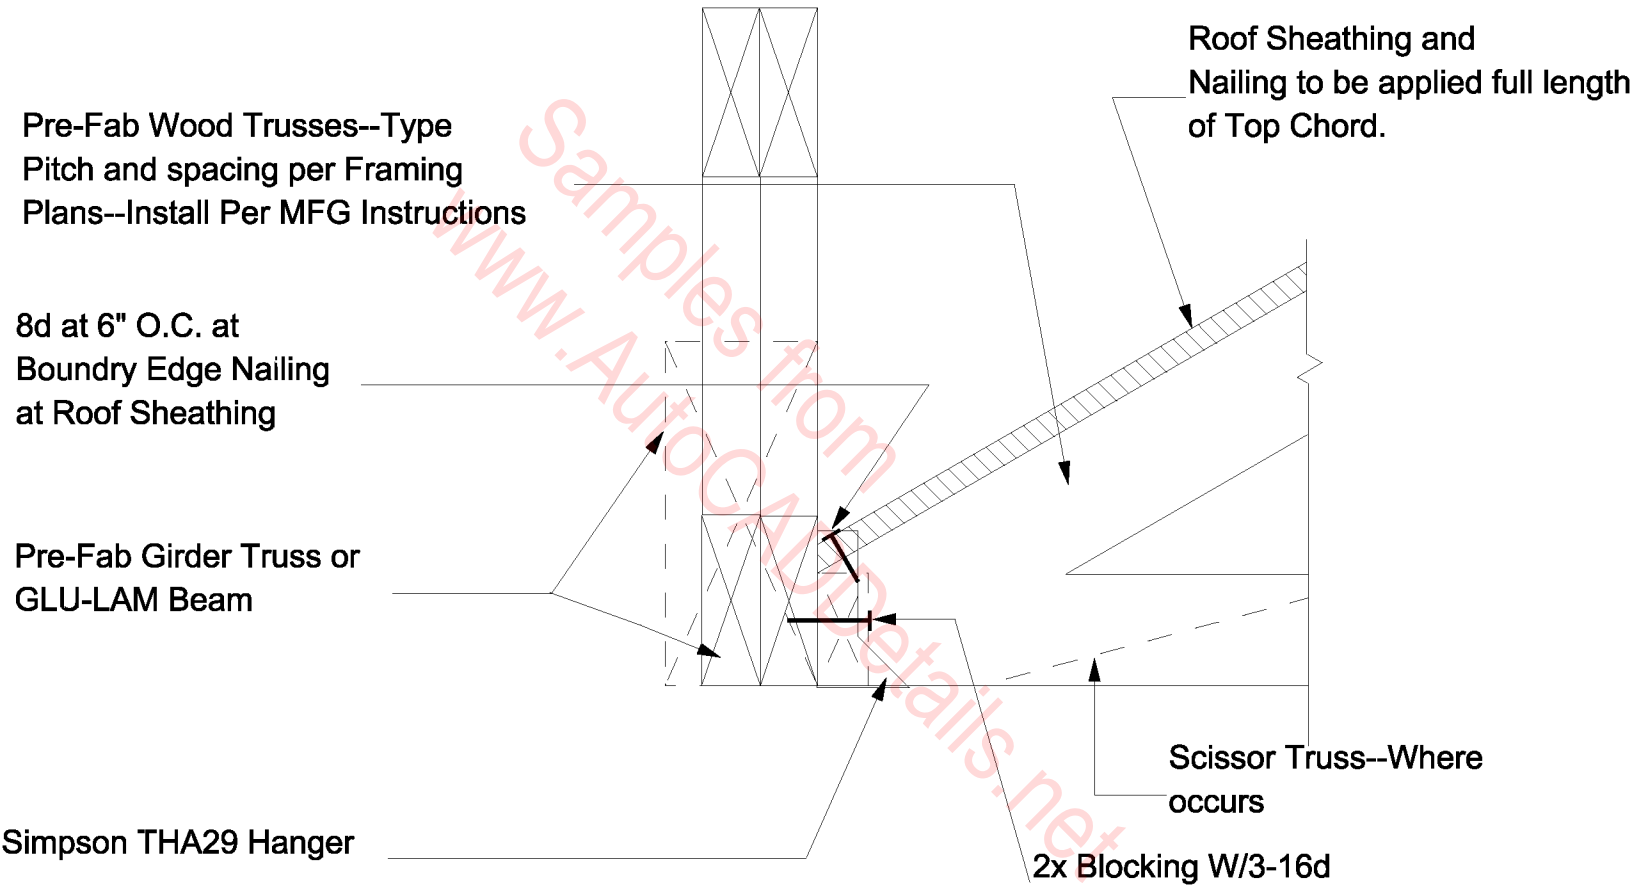 Roof Sheathing and
Nailing to be applied full length
of Top Chord.
Pre-Fab Wood Trusses--Type
Pitch and spacing per Framing
Plans--Install Per MFG Instructions
8d at 6" O.C. at
Boundry Edge Nailing
at Roof Sheathing
Pre-Fab Girder Truss or
GLU-LAM Beam
Simpson THA29 Hanger
Scissor Truss--Where
occurs
2x Blocking W/3-16d
Samples from
www.AutoCADDetails.net